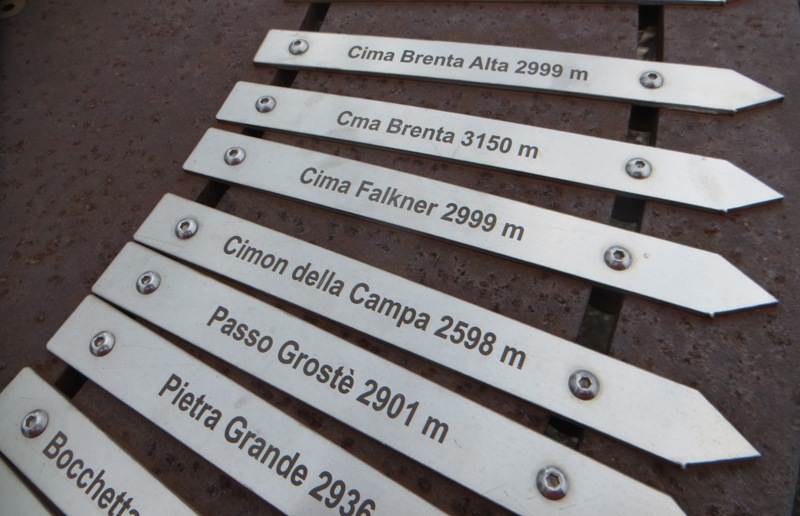 Cima Brenta Alta 2999 m
Cma Brenta 3150 m
Cima Falkner 2999 m
Cimon della Campa 2598 m
Passo Grostè 2901 m
Pietra Grande 2936
Bocchetta